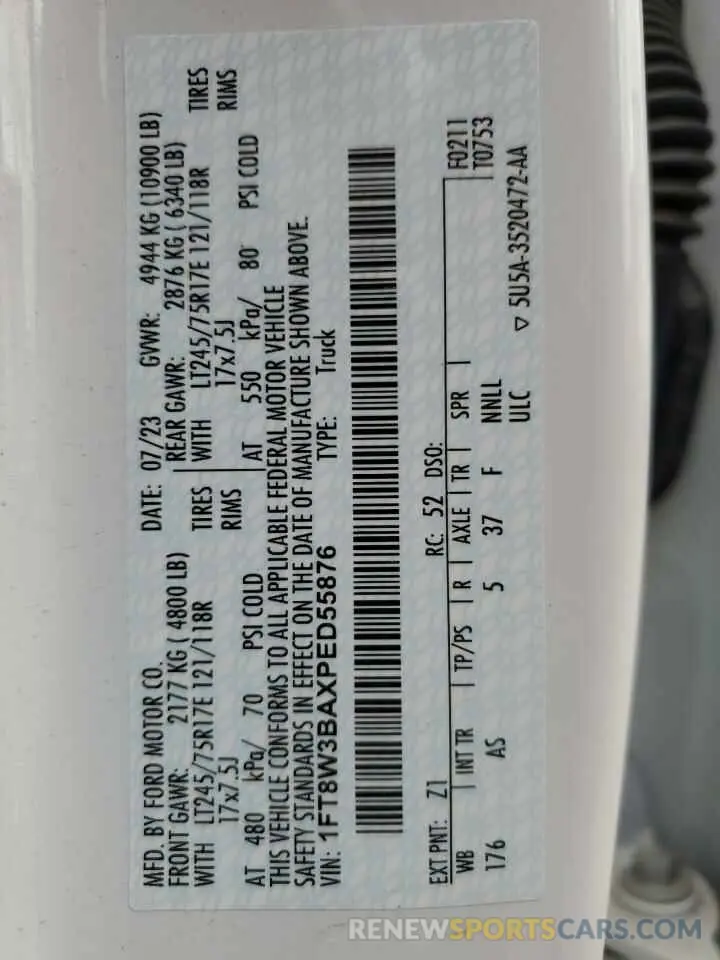 MFD. BY FORD MOTOR CO.
DATE: 07/23 GVWR: 4944 KG (10900 LB)
FRONT GAWR: 2177 KG ( 4800 LB)
REAR GAWR: 2876 KG ( 6340 LB)
WITH LT245/75R17E 121/118R TIRES
WITH LT245/75R17E 121/118R TIRES
17x7.5J RIMS
17x7.5J RIMS
AT 480 kPa/ 70 PSI COLD
AT 550 kPa/ 80 PSI COLD
THIS VEHICLE CONFORMS TO ALL APPLICABLE FEDERAL MOTOR VEHICLE
SAFETY STANDARDS IN EFFECT ON THE DATE OF MANUFACTURE SHOWN ABOVE.
VIN: 1FT8W3BAXPED55876 TYPE: Truck
EXT PNT: Z1 RC: 52 DSO: F0211
WB INT TR TP/PS R AXLE TR SPR T0753
176 AS 5 37 F NNLL
ULC ▽ 5U5A-3520472-AA
RENEWSPORTSCARS.COM